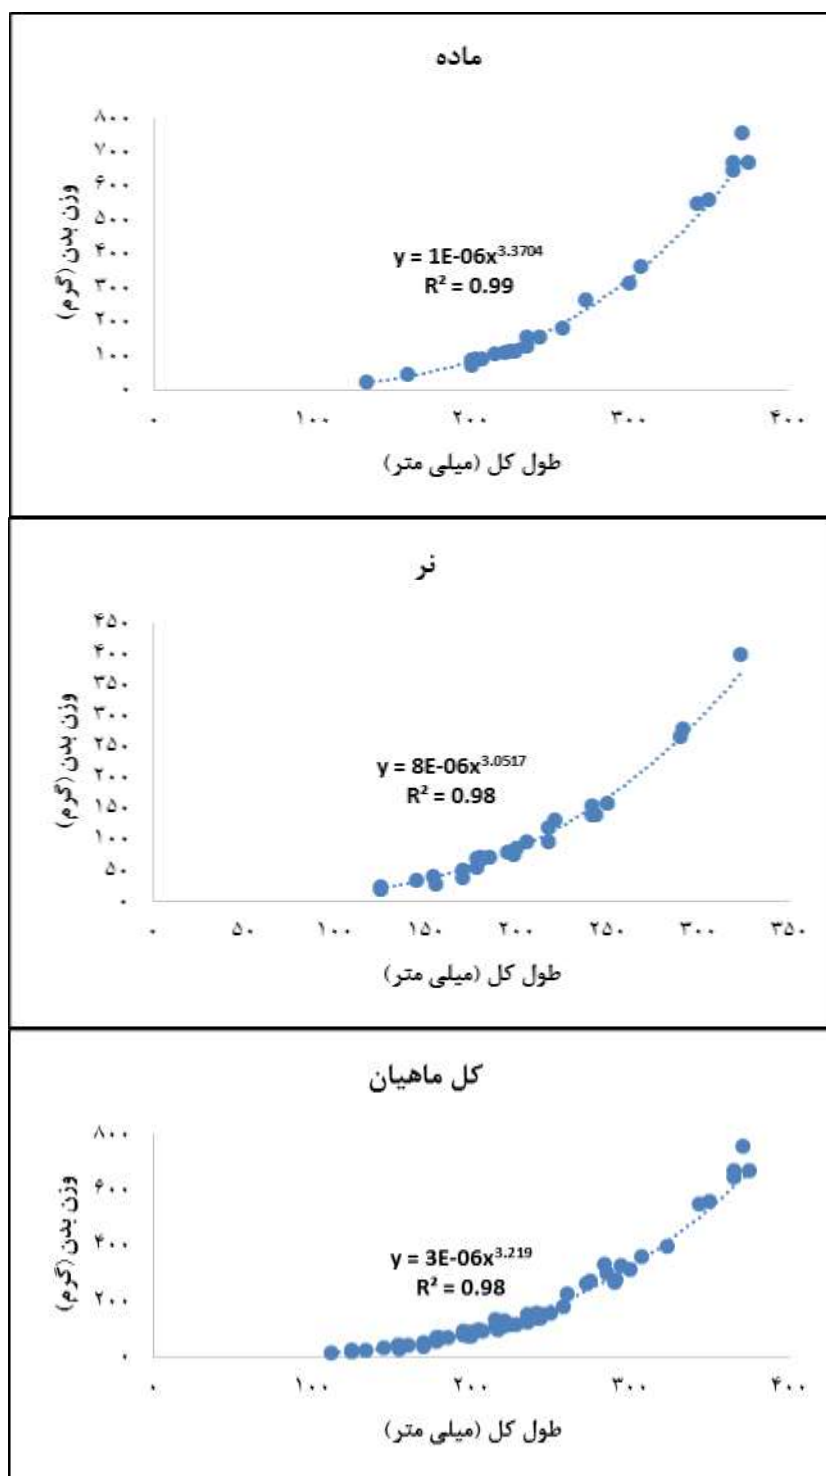 ماده
۸۰۰
۷۰۰
۶۰۰
۵۰۰
۴۰۰
۳۰۰
۲۰۰
۱۰۰
۰
وزن بدن (گرم)
y = 1E-06x^3.3704
R² = 0.99
۰ ۱۰۰ ۲۰۰ ۳۰۰ ۴۰۰
طول کل (میلی متر)
نر
۴۵۰
۴۰۰
۳۵۰
۳۰۰
۲۵۰
۲۰۰
۱۵۰
۱۰۰
۵۰
۰
وزن بدن (گرم)
y = 8E-06x^3.0517
R² = 0.98
۰ ۵۰ ۱۰۰ ۱۵۰ ۲۰۰ ۲۵۰ ۳۰۰ ۳۵۰
طول کل (میلی متر)
کل ماهیان
۸۰۰
۶۰۰
۴۰۰
۲۰۰
۰
وزن بدن (گرم)
y = 3E-06x^3.219
R² = 0.98
۰ ۱۰۰ ۲۰۰ ۳۰۰ ۴۰۰
طول کل (میلی متر)